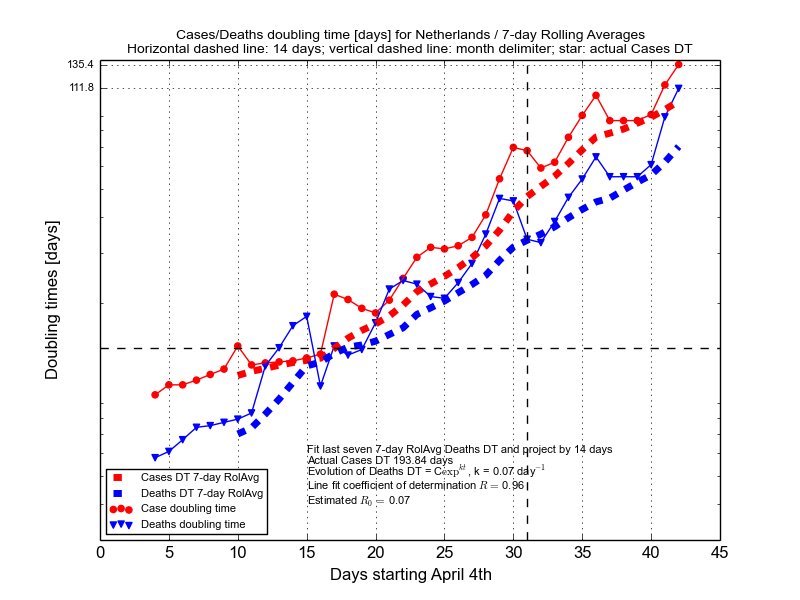 Cases/Deaths doubling time [days] for Netherlands / 7-day Rolling Averages
Horizontal dashed line: 14 days; vertical dashed line: month delimiter; star: actual Cases DT
135.4
111.8
Doubling times [days]
Fit last seven 7-day RolAvg Deaths DT and project by 14 days
Actual Cases DT 193.84 days
Evolution of Deaths DT = Cexp^{kt}, k = 0.07 day^{-1}
Line fit coefficient of determination R = 0.96
Estimated R_0 = 0.07
Cases DT 7-day RolAvg
Deaths DT 7-day RolAvg
Case doubling time
Deaths doubling time
0 5 10 15 20 25 30 35 40 45
Days starting April 4th